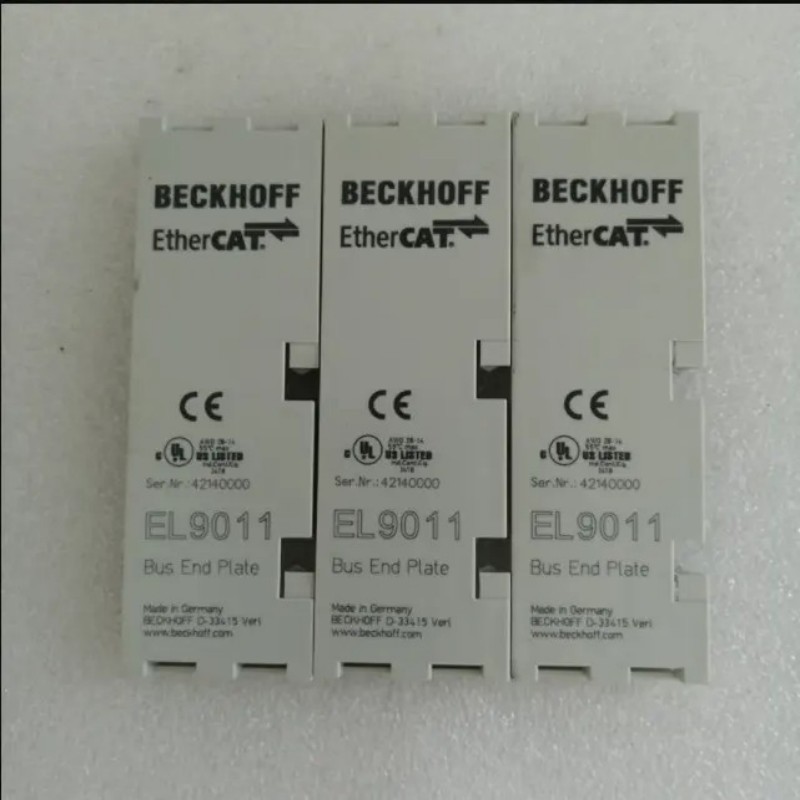 BECKHOFF
EtherCAT
CE
c UL US LISTED
Ser.Nr.: 42140000
EL9011
Bus End Plate
Made in Germany
BECKHOFF D-33415 Verl
www.beckhoff.com
BECKHOFF
EtherCAT
CE
c UL US LISTED
Ser.Nr.: 42140000
EL9011
Bus End Plate
Made in Germany
BECKHOFF D-33415 Verl
www.beckhoff.com
BECKHOFF
EtherCAT
CE
c UL US LISTED
Ser.Nr.: 42140000
EL9011
Bus End Plate
Made in Germany
BECKHOFF D-33415 Verl
www.beckhoff.com